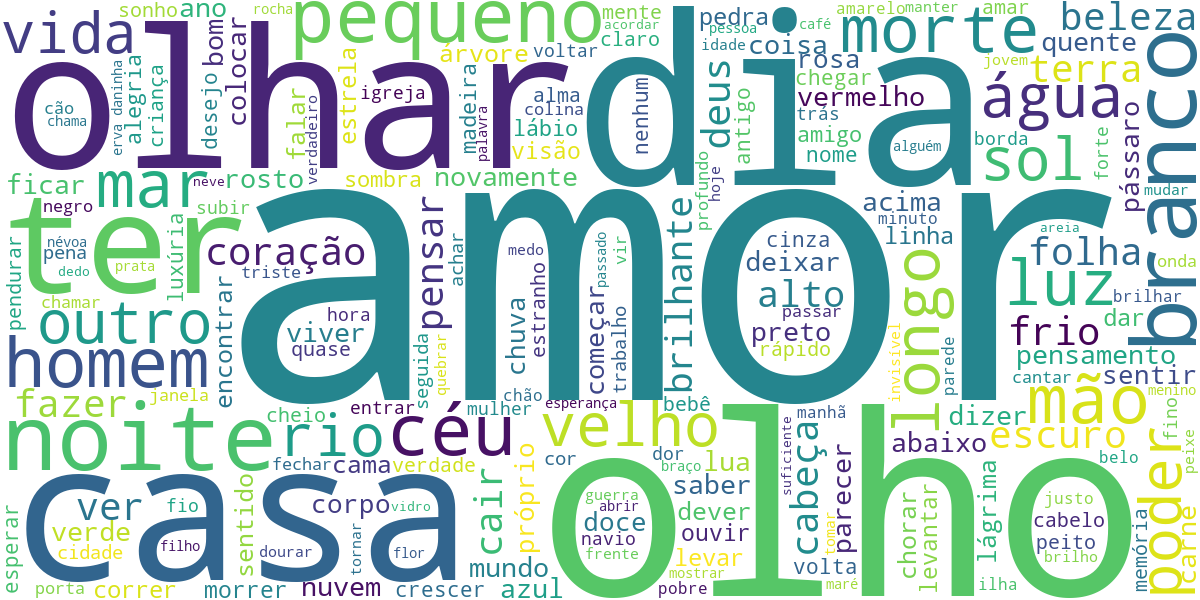 vida
sonho
ano
rocha
pequeno
mente
claro
acordar
pessoa
café
pedra
idade
coisa
amarelo
manter
amar
beleza
morte
quente
bom
colocar
árvore
voltar
olhar
dia
rosa
jovem
terra
branco
alegria
erva daninha
criança
desejo
falar
verdadeiro
estrela
igreja
madeira
palavra
alma
colina
lábio
visão
nenhum
deus
antigo
chegar
vermelho
trás
amigo
nome
alguém
borda
água
sol
forte
pássaro
mudar
cão
chama
ficar
mar
neve
rosto
sombra
novamente
profundo
hoje
negro
subir
ter
amor
acima
minuto
linha
areia
névoa
pena
dedo
prata
luxúria
coração
triste
pensar
achar
medo
estranho
passado
vir
brilhante
cinza
deixar
alto
passar
preto
rápido
longo
folha
onda
luz
brilhar
pendurar
chamar
outro
encontrar
hora
viver
quase
chuva
começar
trabalho
invisível
parede
frio
dar
pensamento
cantar
sentir
homem
seguida
quebrar
chão
mão
menino
fazer
janela
cheio
entrar
mulher
esperança
bebê
manhã
dizer
fino
noite
rio
céu
velho
cor
dor
braço
lua
suficiente
cabeça
abaixo
escuro
belo
peixe
fechar
cama
verdade
próprio
saber
parecer
poder
casa
ver
fio
sentido
corpo
vidro
cair
olho
guerra
abrir
doce
navio
frente
dever
ouvir
levar
tomar
chorar
levantar
lágrima
justo
cabelo
peito
brilho
memória
carne
esperar
verde
cidade
filho
dourar
tornar
flor
mundo
mostrar
volta
maré
ilha
porta
correr
morrer
nuvem
crescer
azul
pobre